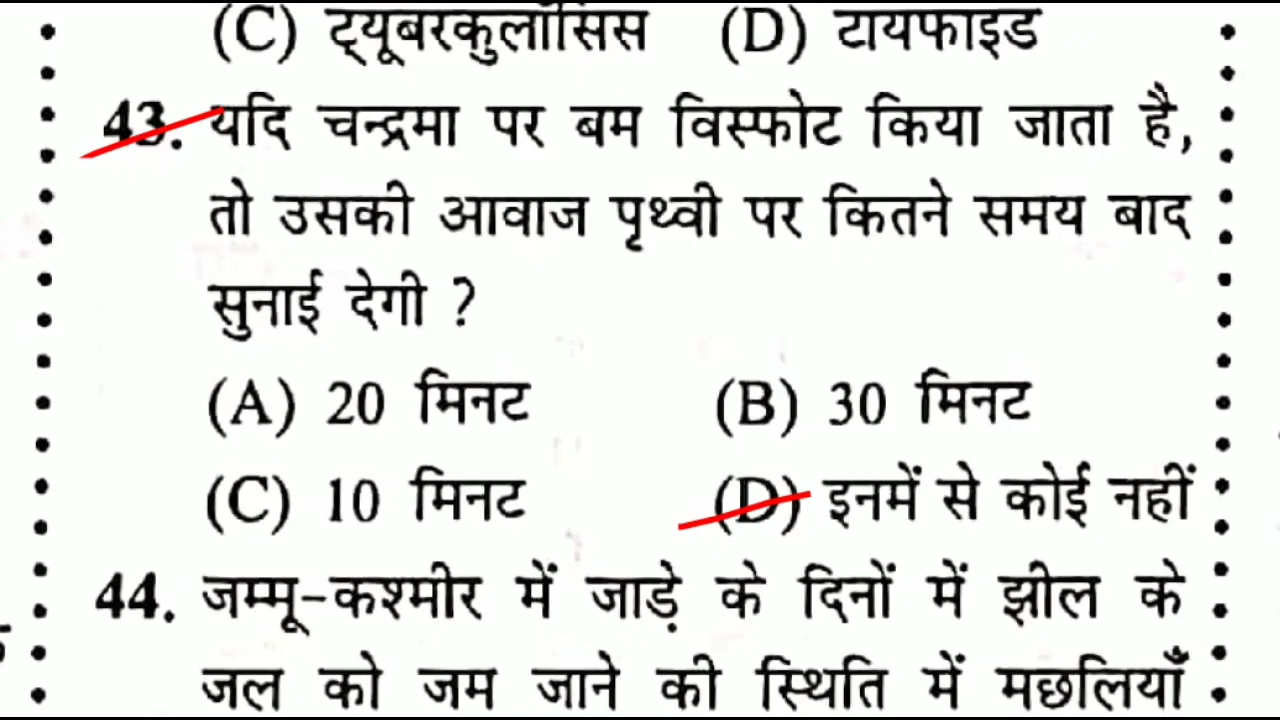 (C) ट्यूबरकुलॉसिस (D) टायफाइड
43. यदि चन्द्रमा पर बम विस्फोट किया जाता है,
तो उसकी आवाज पृथ्वी पर कितने समय बाद
सुनाई देगी ?
(A) 20 मिनट (B) 30 मिनट
(C) 10 मिनट (D) इनमें से कोई नहीं
44. जम्मू-कश्मीर में जाड़े के दिनों में झील के
जल को जम जाने की स्थिति में मछलियाँ